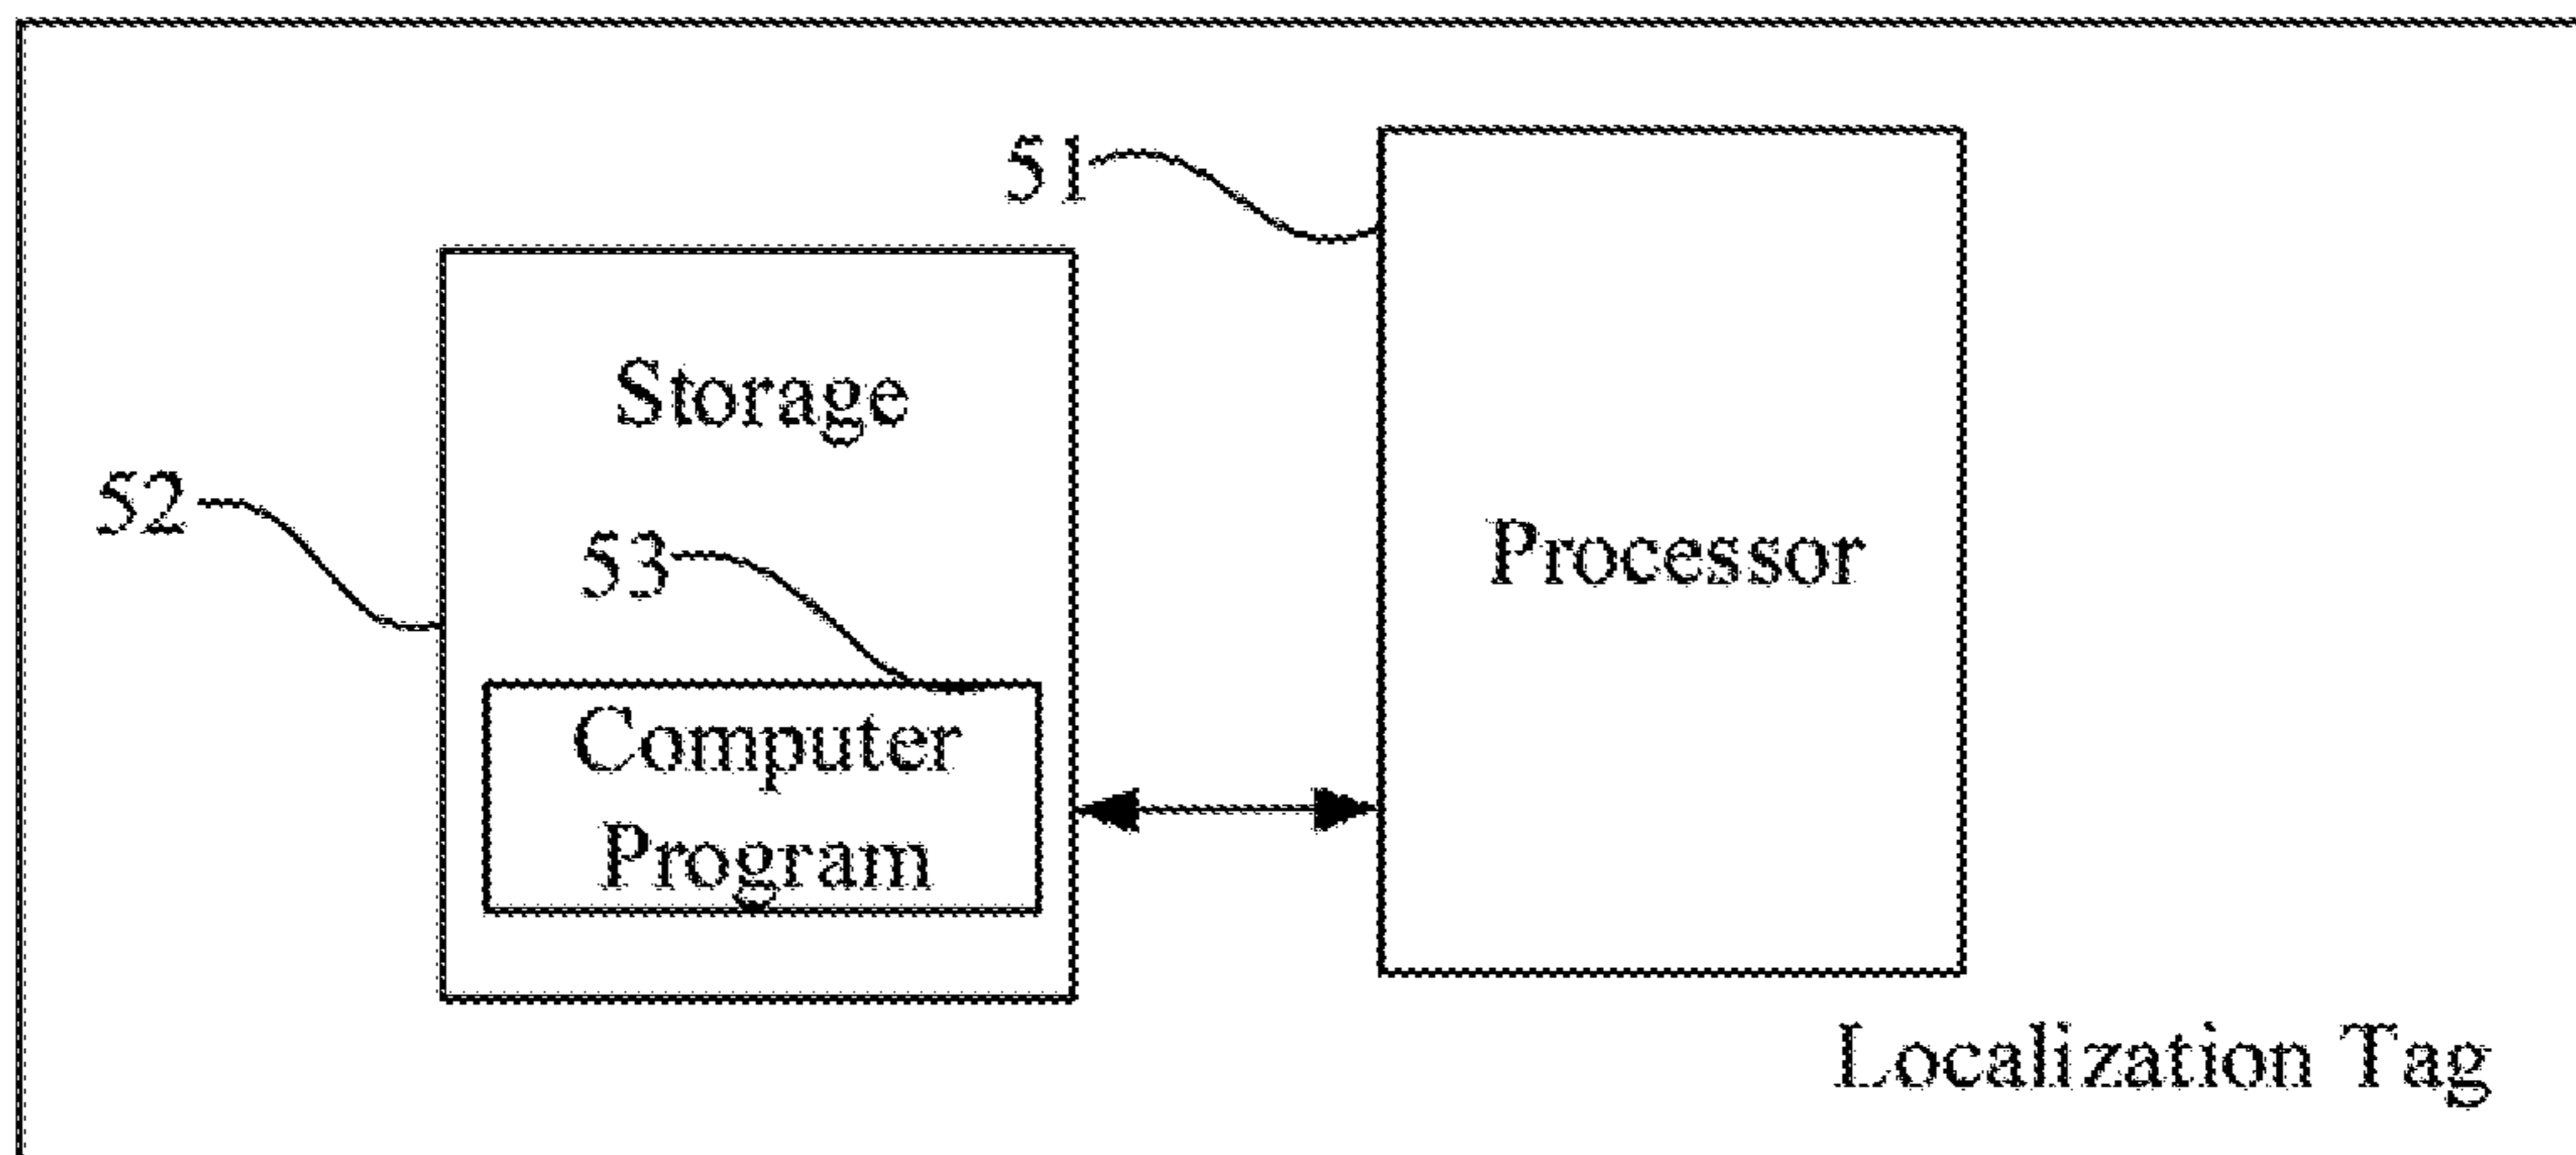 51
Storage
52
53
Processor
Computer
Program
Localization Tag